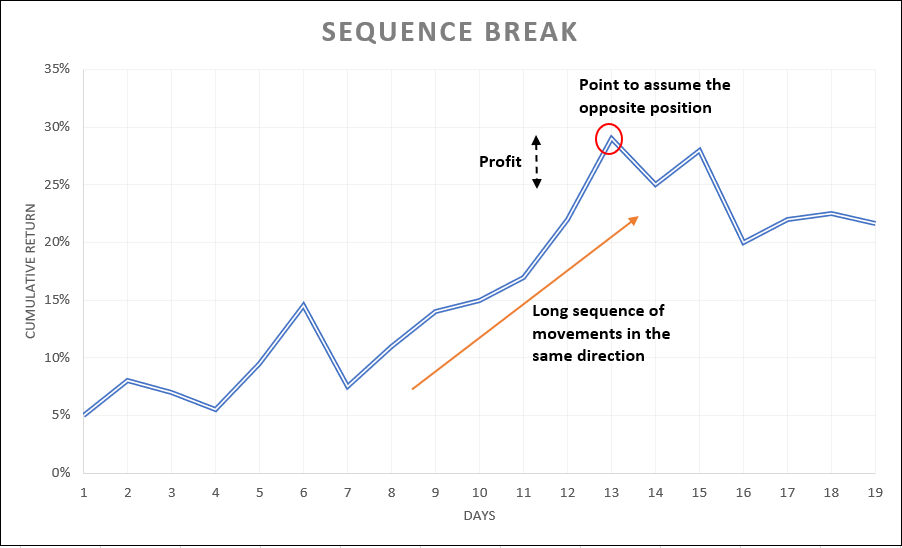 SEQUENCE BREAK
35%
30%
25%
20%
15%
10%
5%
0%
CUMULATIVE RETURN
Point to assume the
opposite position
Profit
Long sequence of
movements in the
same direction
1 2 3 4 5 6 7 8 9 10 11 12 13 14 15 16 17 18 19
DAYS